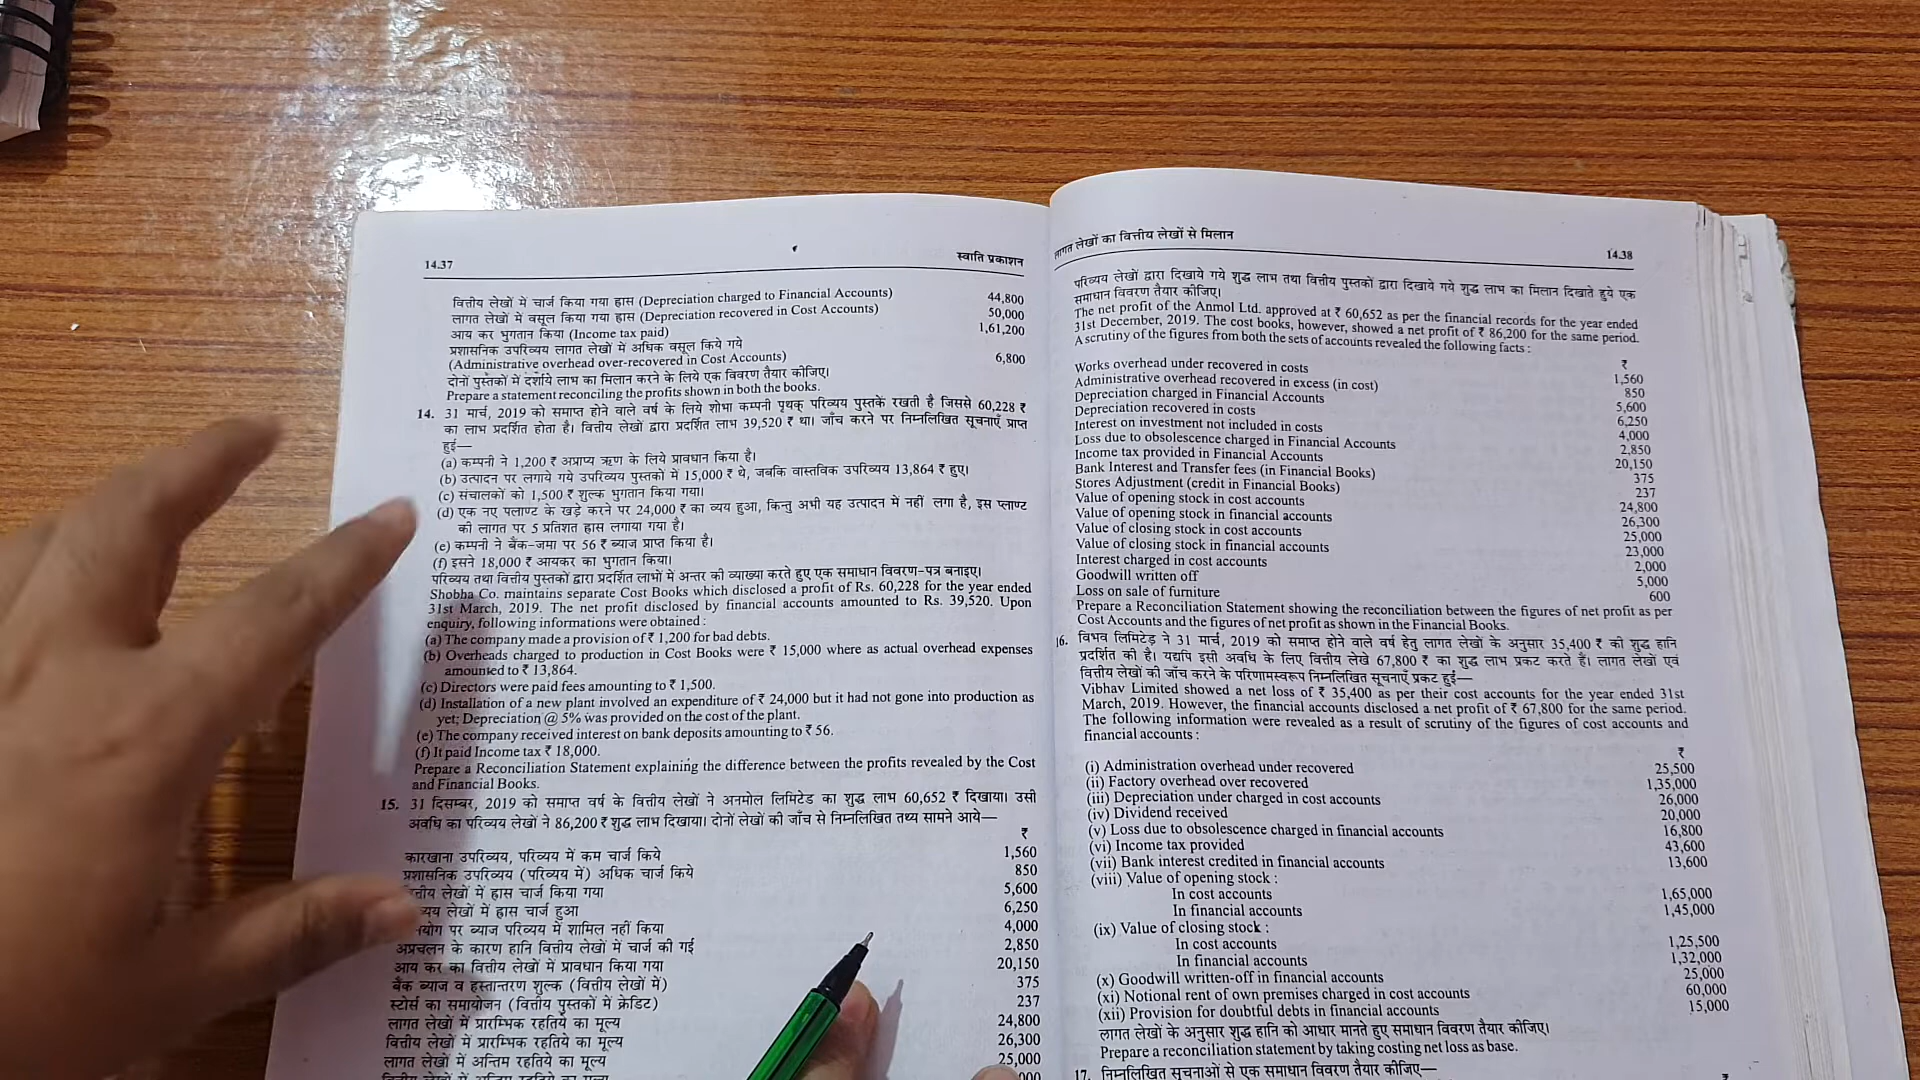 14.37
स्वाति प्रकाशन
वित्तीय लेखों में चार्ज किया गया ह्रास (Depreciation charged to Financial Accounts) 44,800
लागत लेखों में वसूल किया गया ह्रास (Depreciation recovered in Cost Accounts) 50,000
आय कर भुगतान किया (Income tax paid) 1,61,200
प्रशासनिक उपरिव्यय लागत लेखों में अधिक वसूल किये गये
(Administrative overhead over-recovered in Cost Accounts) 6,800
दोनों पुस्तकों में दर्शाये लाभ का मिलान करने के लिये एक विवरण तैयार कीजिए।
Prepare a statement reconciling the profits shown in both the books.
14. 31 मार्च, 2019 को समाप्त होने वाले वर्ष के लिये शोभा कम्पनी पृथक् परिव्यय पुस्तकें रखती है जिससे 60,228 ₹
का लाभ प्रदर्शित होता है। वित्तीय लेखों द्वारा प्रदर्शित लाभ 39,520 ₹ था। जाँच करने पर निम्नलिखित सूचनाएँ प्राप्त
हुई—
(a) कम्पनी ने 1,200 ₹ अप्राप्य ऋण के लिये प्रावधान किया है।
(b) उत्पादन पर लगाये गये उपरिव्यय पुस्तकों में 15,000 ₹ थे, जबकि वास्तविक उपरिव्यय 13,864 ₹ हुए।
(c) संचालकों को 1,500 ₹ शुल्क भुगतान किया गया।
(d) एक नए प्लाण्ट के खड़े करने पर 24,000 ₹ का व्यय हुआ, किन्तु अभी यह उत्पादन में नहीं लगा है, इस प्लाण्ट
की लागत पर 5 प्रतिशत ह्रास लगाया गया है।
(e) कम्पनी ने बैंक-जमा पर 56 ₹ ब्याज प्राप्त किया है।
(f) इसने 18,000 ₹ आयकर का भुगतान किया।
परिव्यय तथा वित्तीय पुस्तकों द्वारा प्रदर्शित लाभों में अन्तर की व्याख्या करते हुए एक समाधान विवरण-पत्र बनाइए।
Shobha Co. maintains separate Cost Books which disclosed a profit of Rs. 60,228 for the year ended
31st March, 2019. The net profit disclosed by financial accounts amounted to Rs. 39,520. Upon
enquiry, following informations were obtained :
(a) The company made a provision of ₹ 1,200 for bad debts.
(b) Overheads charged to production in Cost Books were ₹ 15,000 where as actual overhead expenses
amounted to ₹ 13,864.
(c) Directors were paid fees amounting to ₹ 1,500.
(d) Installation of a new plant involved an expenditure of ₹ 24,000 but it had not gone into production as
yet; Depreciation @ 5% was provided on the cost of the plant.
(e) The company received interest on bank deposits amounting to ₹ 56.
(f) It paid Income tax ₹ 18,000.
Prepare a Reconciliation Statement explaining the difference between the profits revealed by the Cost
and Financial Books.
15. 31 दिसम्बर, 2019 को समाप्त वर्ष के वित्तीय लेखों ने अनमोल लिमिटेड का शुद्ध लाभ 60,652 ₹ दिखाया। उसी
अवधि का परिव्यय लेखों ने 86,200 ₹ शुद्ध लाभ दिखाया। दोनों लेखों की जाँच से निम्नलिखित तथ्य सामने आये—
₹
कारखाना उपरिव्यय, परिव्यय में कम चार्ज किये 1,560
प्रशासनिक उपरिव्यय (परिव्यय में) अधिक चार्ज किये 850
लेखों में ह्रास चार्ज किया गया 5,600
लेखों में ह्रास चार्ज हुआ 6,250
पर ब्याज परिव्यय में शामिल नहीं किया 4,000
अप्रचलन के कारण हानि वित्तीय लेखों में चार्ज की गई 2,850
आय कर का वित्तीय लेखों में प्रावधान किया गया 20,150
बैंक ब्याज व हस्तान्तरण शुल्क (वित्तीय लेखों में) 375
स्टोर्स का समायोजन (वित्तीय पुस्तकों में क्रेडिट) 237
लागत लेखों में प्रारम्भिक रहतिये का मूल्य 24,800
वित्तीय लेखों में प्रारम्भिक रहतिये का मूल्य 26,300
लागत लेखों में अन्तिम रहतिये का मूल्य 25,000
लागत लेखों का वित्तीय लेखों से मिलान
14.38
परिव्यय लेखों द्वारा दिखाये गये शुद्ध लाभ तथा वित्तीय पुस्तकों द्वारा दिखाये गये शुद्ध लाभ का मिलान दिखाते हुये एक
समाधान विवरण तैयार कीजिए।
The net profit of the Anmol Ltd. approved at ₹ 60,652 as per the financial records for the year ended
31st December, 2019. The cost books, however, showed a net profit of ₹ 86,200 for the same period.
A scrutiny of the figures from both the sets of accounts revealed the following facts :
₹
Works overhead under recovered in costs 1,560
Administrative overhead recovered in excess (in cost) 850
Depreciation charged in Financial Accounts 5,600
Depreciation recovered in costs 6,250
Interest on investment not included in costs 4,000
Loss due to obsolescence charged in Financial Accounts 2,850
Income tax provided in Financial Accounts 20,150
Bank Interest and Transfer fees (in Financial Books) 375
Stores Adjustment (credit in Financial Books) 237
Value of opening stock in cost accounts 24,800
Value of opening stock in financial accounts 26,300
Value of closing stock in cost accounts 25,000
Value of closing stock in financial accounts 23,000
Interest charged in cost accounts 2,000
Goodwill written off 5,000
Loss on sale of furniture 600
Prepare a Reconciliation Statement showing the reconciliation between the figures of net profit as per
Cost Accounts and the figures of net profit as shown in the Financial Books.
16. विभव लिमिटेड ने 31 मार्च, 2019 को समाप्त होने वाले वर्ष हेतु लागत लेखों के अनुसार 35,400 ₹ की शुद्ध हानि
प्रदर्शित की है। यद्यपि इसी अवधि के लिए वित्तीय लेखे 67,800 ₹ का शुद्ध लाभ प्रकट करते हैं। लागत लेखों एवं
वित्तीय लेखों की जाँच करने के परिणामस्वरूप निम्नलिखित सूचनाएँ प्रकट हुई—
Vibhav Limited showed a net loss of ₹ 35,400 as per their cost accounts for the year ended 31st
March, 2019. However, the financial accounts disclosed a net profit of ₹ 67,800 for the same period.
The following information were revealed as a result of scrutiny of the figures of cost accounts and
financial accounts :
₹
(i) Administration overhead under recovered 25,500
(ii) Factory overhead over recovered 1,35,000
(iii) Depreciation under charged in cost accounts 26,000
(iv) Dividend received 20,000
(v) Loss due to obsolescence charged in financial accounts 16,800
(vi) Income tax provided 43,600
(vii) Bank interest credited in financial accounts 13,600
(viii) Value of opening stock :
In cost accounts 1,65,000
In financial accounts 1,45,000
(ix) Value of closing stock :
In cost accounts 1,25,500
In financial accounts 1,32,000
(x) Goodwill written-off in financial accounts 25,000
(xi) Notional rent of own premises charged in cost accounts 60,000
(xii) Provision for doubtful debts in financial accounts 15,000
लागत लेखों के अनुसार शुद्ध हानि को आधार मानते हुए समाधान विवरण तैयार कीजिए।
Prepare a reconciliation statement by taking costing net loss as base.
17. निम्नलिखित सूचनाओं से एक समाधान विवरण तैयार कीजिए—